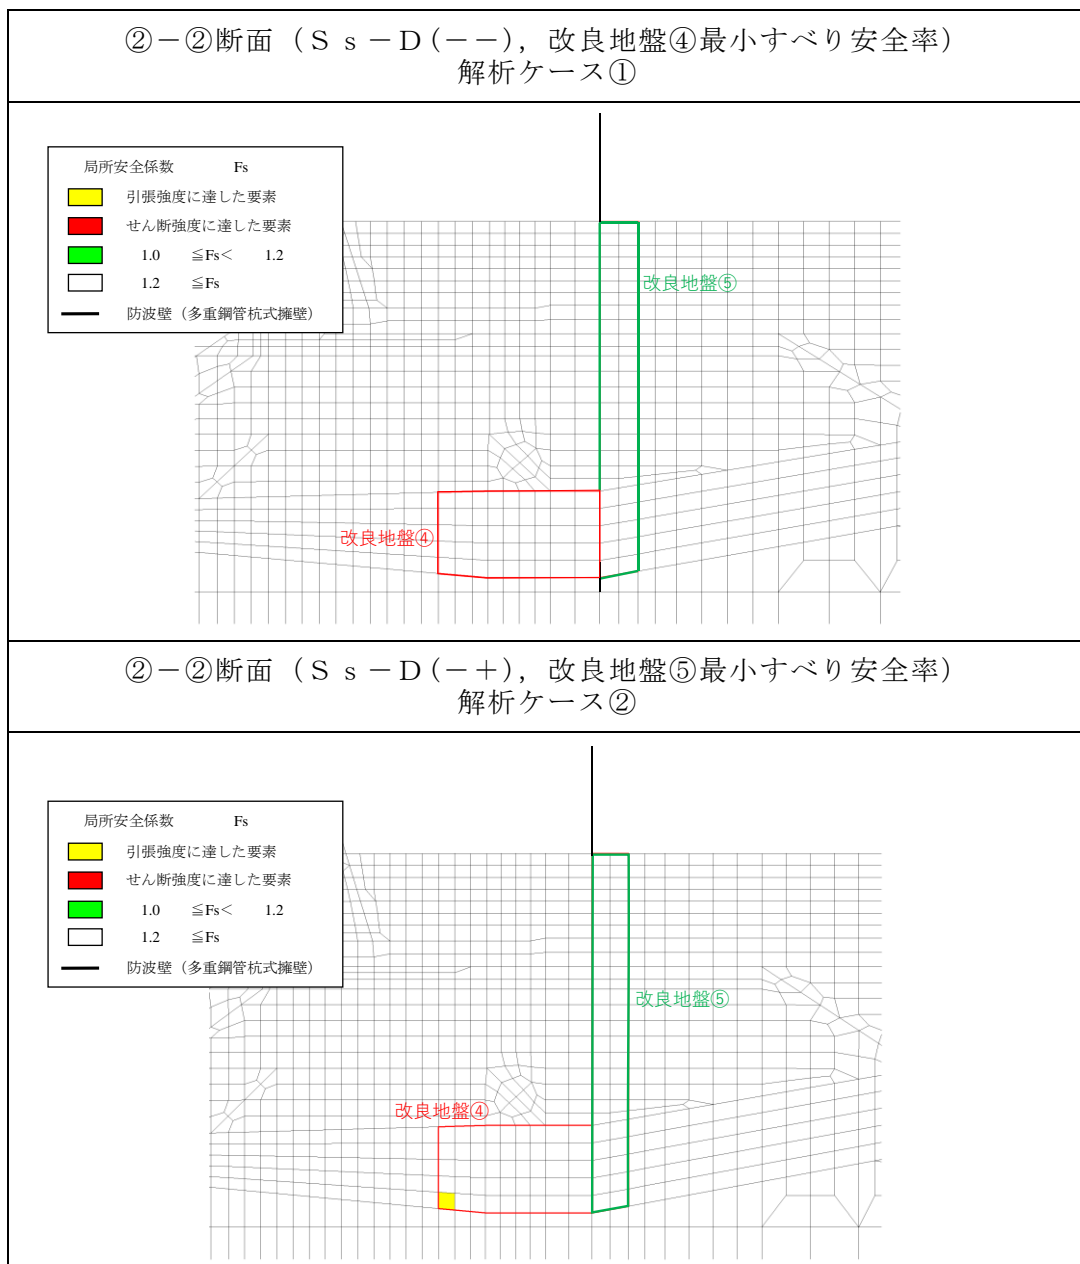 ②－②断面（Ｓｓ－Ｄ(－－)，改良地盤④最小すべり安全率）
解析ケース①
局所安全係数 Fs
引張強度に達した要素
せん断強度に達した要素
1.0 ≦Fs< 1.2
1.2 ≦Fs
防波壁（多重鋼管杭式擁壁）
改良地盤⑤
改良地盤④
②－②断面（Ｓｓ－Ｄ(－＋)，改良地盤⑤最小すべり安全率）
解析ケース②
局所安全係数 Fs
引張強度に達した要素
せん断強度に達した要素
1.0 ≦Fs< 1.2
1.2 ≦Fs
防波壁（多重鋼管杭式擁壁）
改良地盤⑤
改良地盤④